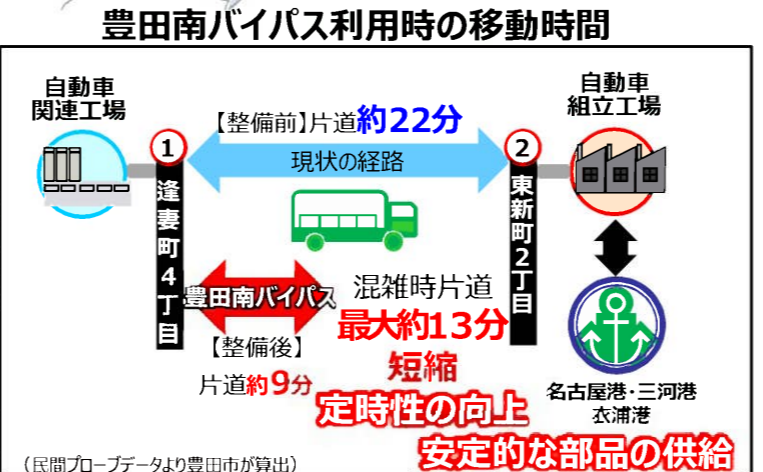 豊田南バイパス利用時の移動時間
自動車
関連工場
自動車
組立工場
【整備前】片道約22分
現状の経路
1
2
逢妻町4丁目
東新町2丁目
豊田南バイパス
【整備後】
片道約9分
混雑時片道
最大約13分
短縮
定時性の向上
安定的な部品の供給
名古屋港・三河港
衣浦港
（民間プローブデータより豊田市が算出）